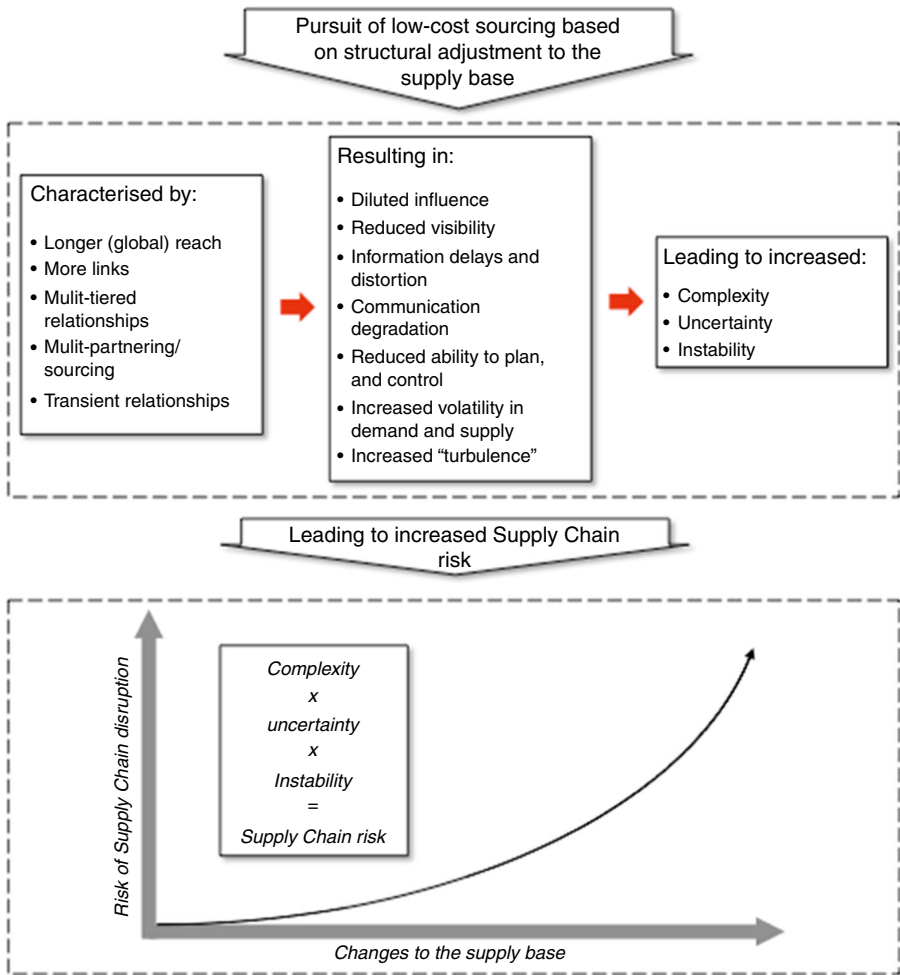 Pursuit of low-cost sourcing based
on structural adjustment to the
supply base
Characterised by:
• Longer (global) reach
• More links
• Mulit-tiered
relationships
• Mulit-partnering/
sourcing
• Transient relationships
Resulting in:
• Diluted influence
• Reduced visibility
• Information delays and
distortion
• Communication
degradation
• Reduced ability to plan,
and control
• Increased volatility in
demand and supply
• Increased “turbulence”
Leading to increased:
• Complexity
• Uncertainty
• Instability
Leading to increased Supply Chain
risk
Risk of Supply Chain disruption
Complexity
x
uncertainty
x
Instability
=
Supply Chain risk
Changes to the supply base